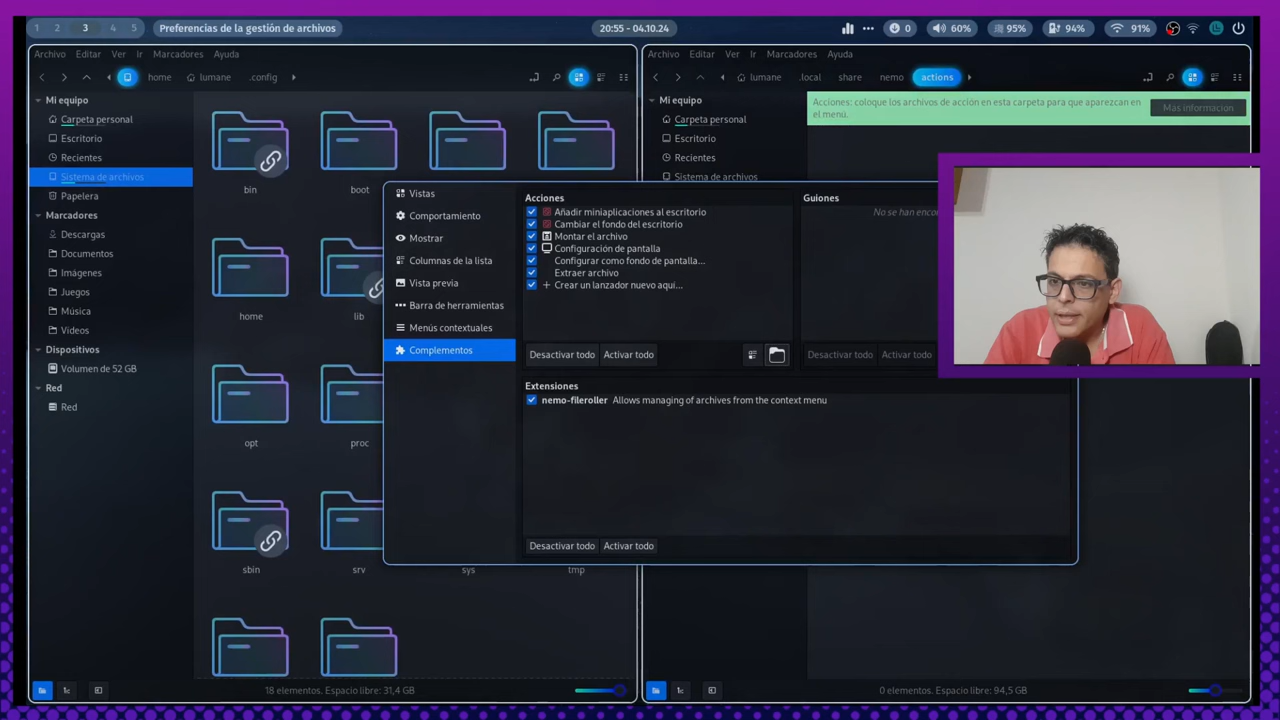 1 2 3 4 5
Preferencias de la gestión de archivos
20:55 - 04.10.24
0
60%
95%
94%
91%
Archivo Editar Ver Ir Marcadores Ayuda
home lumane .config
Mi equipo
Carpeta personal
Escritorio
Recientes
Sistema de archivos
Papelera
Marcadores
Descargas
Documentos
Imágenes
Juegos
Música
Vídeos
Dispositivos
Volumen de 52 GB
Red
Red
bin
boot
home
lib
opt
proc
sbin
srv
sys
tmp
18 elementos. Espacio libre: 31,4 GB
Archivo Editar Ver Ir Marcadores Ayuda
lumane .local share nemo actions
Mi equipo
Carpeta personal
Escritorio
Recientes
Sistema de archivos
Acciones: coloque los archivos de acción en esta carpeta para que aparezcan en
el menú.
Más información
0 elementos. Espacio libre: 94,5 GB
Vistas
Comportamiento
Mostrar
Columnas de la lista
Vista previa
Barra de herramientas
Menús contextuales
Complementos
Acciones
Añadir miniaplicaciones al escritorio
Cambiar el fondo del escritorio
Montar el archivo
Configuración de pantalla
Configurar como fondo de pantalla...
Extraer archivo
Crear un lanzador nuevo aquí...
Desactivar todo Activar todo
Guiones
No se han enco
Desactivar todo Activar todo
Extensiones
nemo-fileroller Allows managing of archives from the context menu
Desactivar todo Activar todo